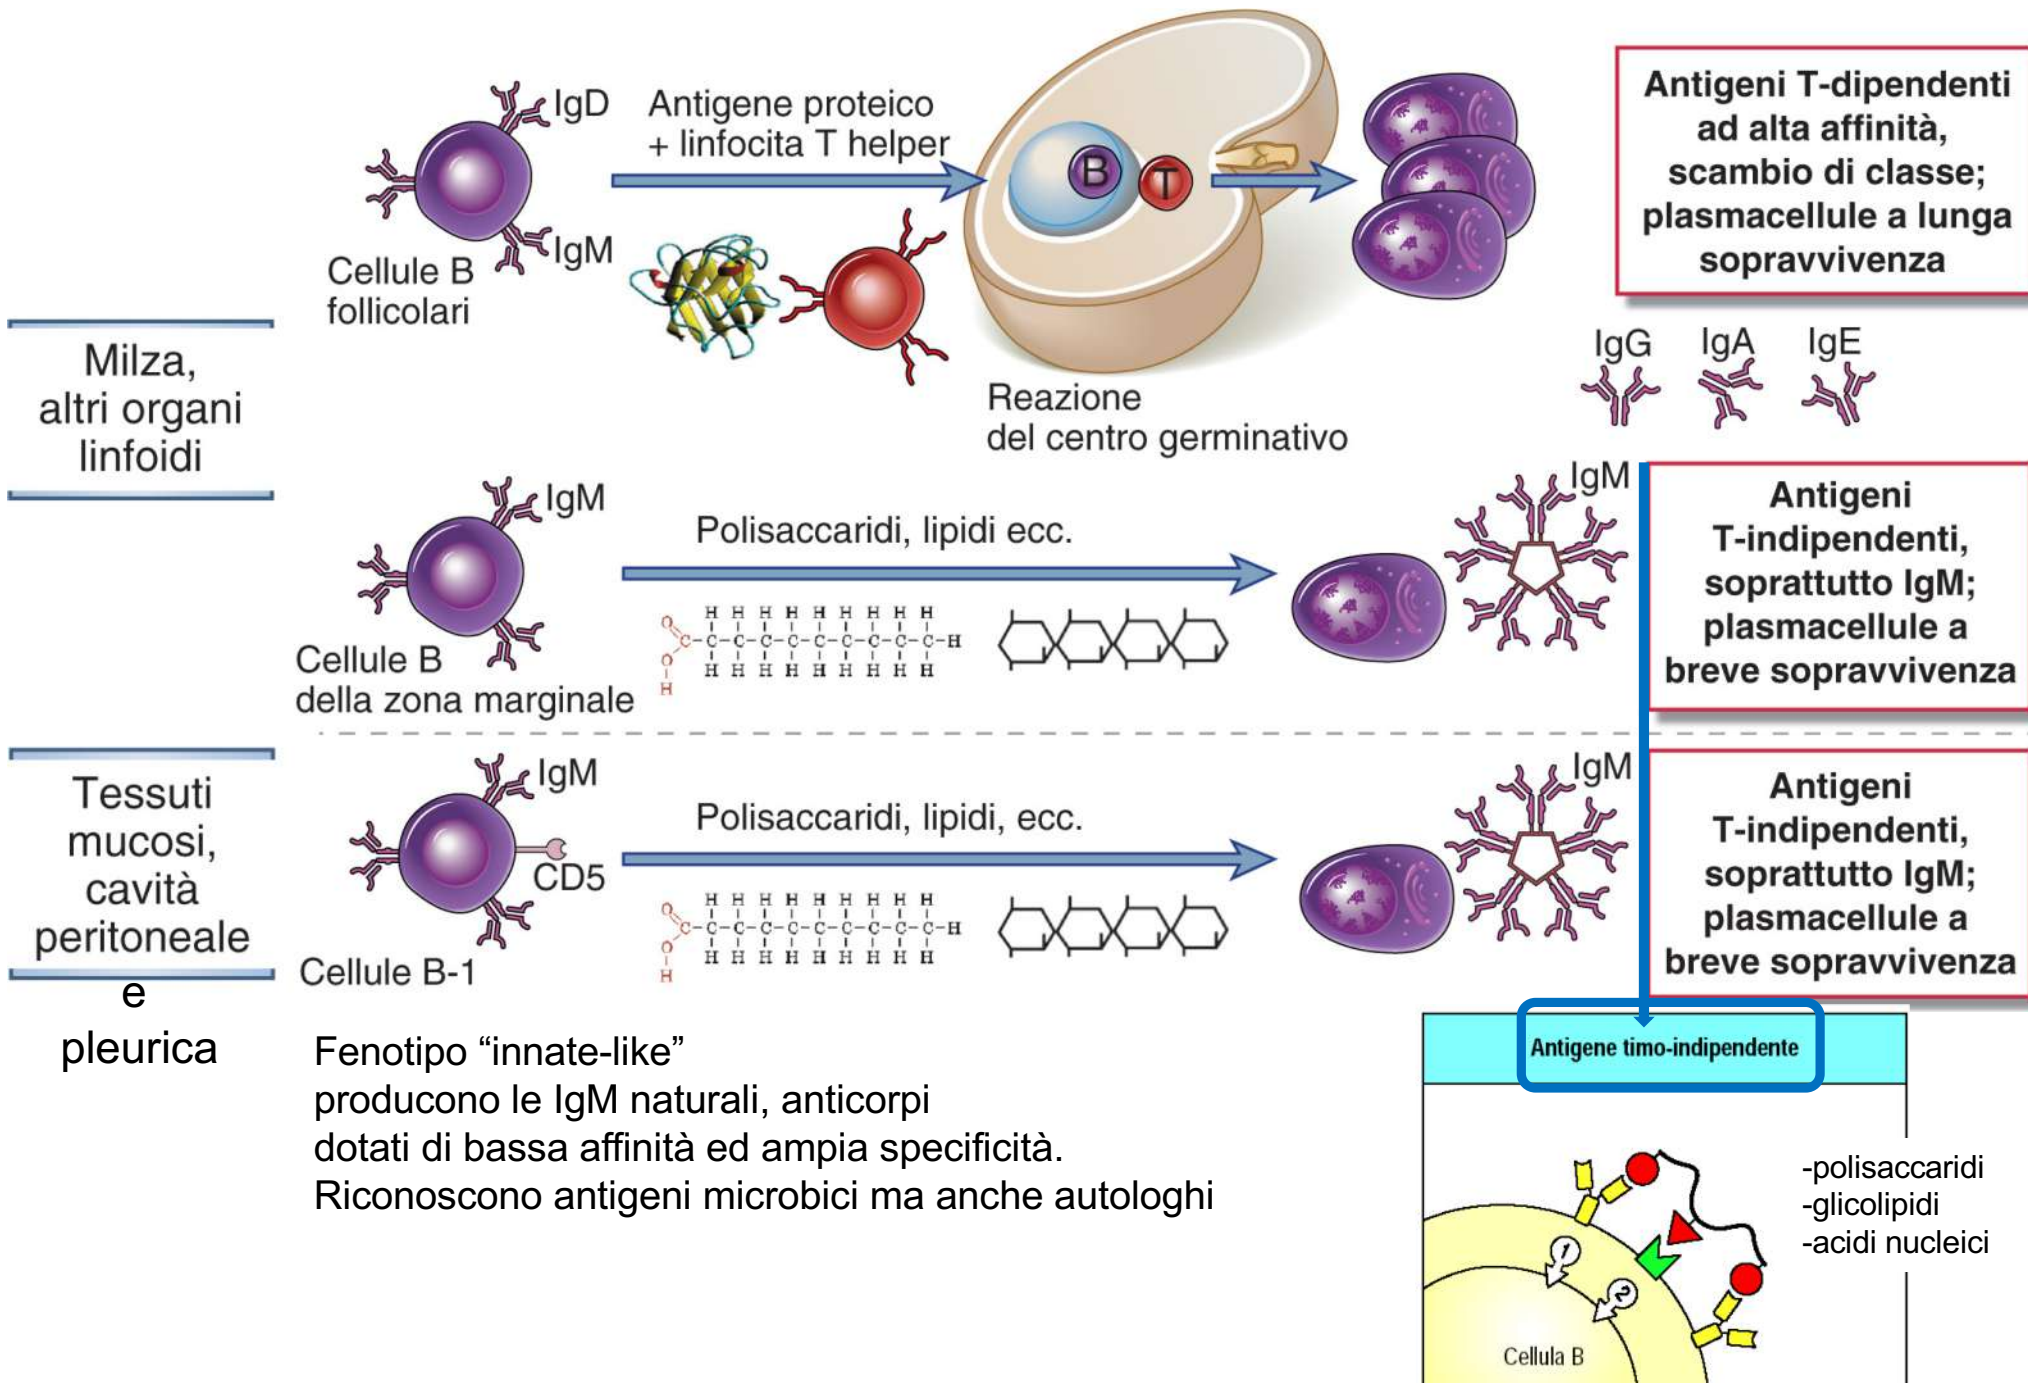 IgD
IgM
Cellule B
follicolari
Antigene proteico
+ linfocita T helper
B
T
Reazione
del centro germinativo
Antigeni T-dipendenti
ad alta affinità,
scambio di classe;
plasmacellule a lunga
sopravvivenza
IgG
IgA
IgE
Milza,
altri organi
linfoidi
IgM
Cellule B
della zona marginale
Polisaccaridi, lipidi ecc.
O
O
H
H H H H H H H H
C-C-C-C-C-C-C-C-C-H
H H H H H H H H
IgM
Antigeni
T-indipendenti,
soprattutto IgM;
plasmacellule a
breve sopravvivenza
Tessuti
mucosi,
cavità
peritoneale
e
pleurica
IgM
CD5
Cellule B-1
Polisaccaridi, lipidi, ecc.
O
O
H
H H H H H H H H
C-C-C-C-C-C-C-C-C-H
H H H H H H H H
IgM
Antigeni
T-indipendenti,
soprattutto IgM;
plasmacellule a
breve sopravvivenza
Fenotipo “innate-like”
producono le IgM naturali, anticorpi
dotati di bassa affinità ed ampia specificità.
Riconoscono antigeni microbici ma anche autologhi
Antigene timo-indipendente
-polisaccaridi
-glicolipidi
-acidi nucleici
1
2
Cellula B